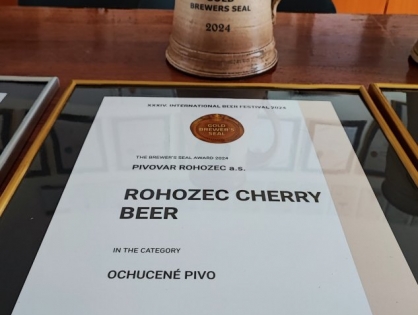 GOLD
BREWERS SEAL
2024
XXXIV. INTERNATIONAL BEER FESTIVAL 2024
GOLD
BREWER'S
SEAL
THE BREWER'S SEAL AWARD 2024
PIVOVAR ROHOZEC a.s.
ROHOZEC CHERRY
BEER
IN THE CATEGORY
OCHUCENÉ PIVO